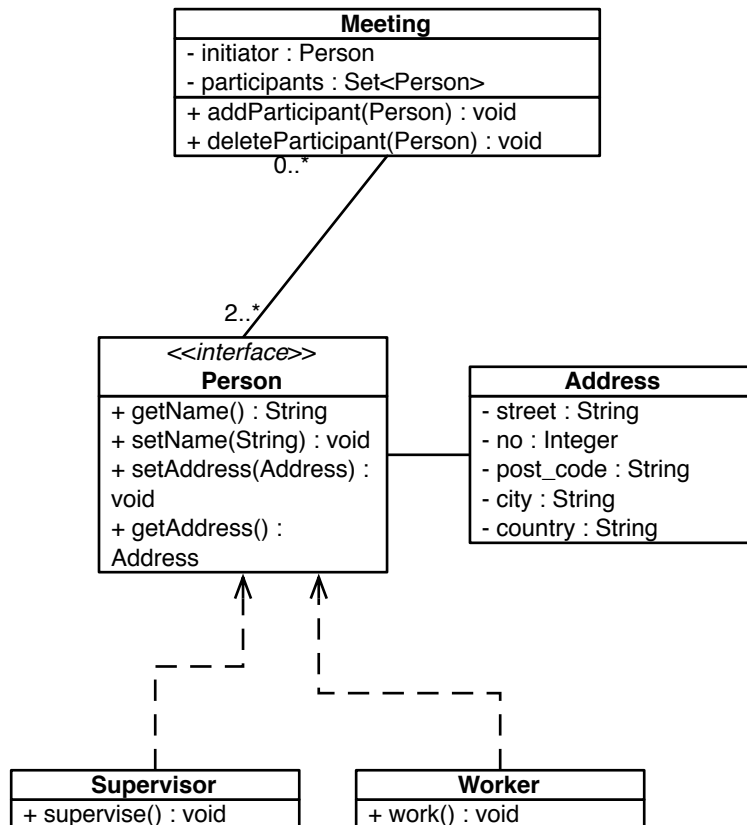 Meeting
- initiator : Person
- participants : Set<Person>
+ addParticipant(Person) : void
+ deleteParticipant(Person) : void
0..*
2..*
<<interface>>
Person
+ getName() : String
+ setName(String) : void
+ setAddress(Address) :
void
+ getAddress() :
Address
Address
- street : String
- no : Integer
- post_code : String
- city : String
- country : String
Supervisor
+ supervise() : void
Worker
+ work() : void